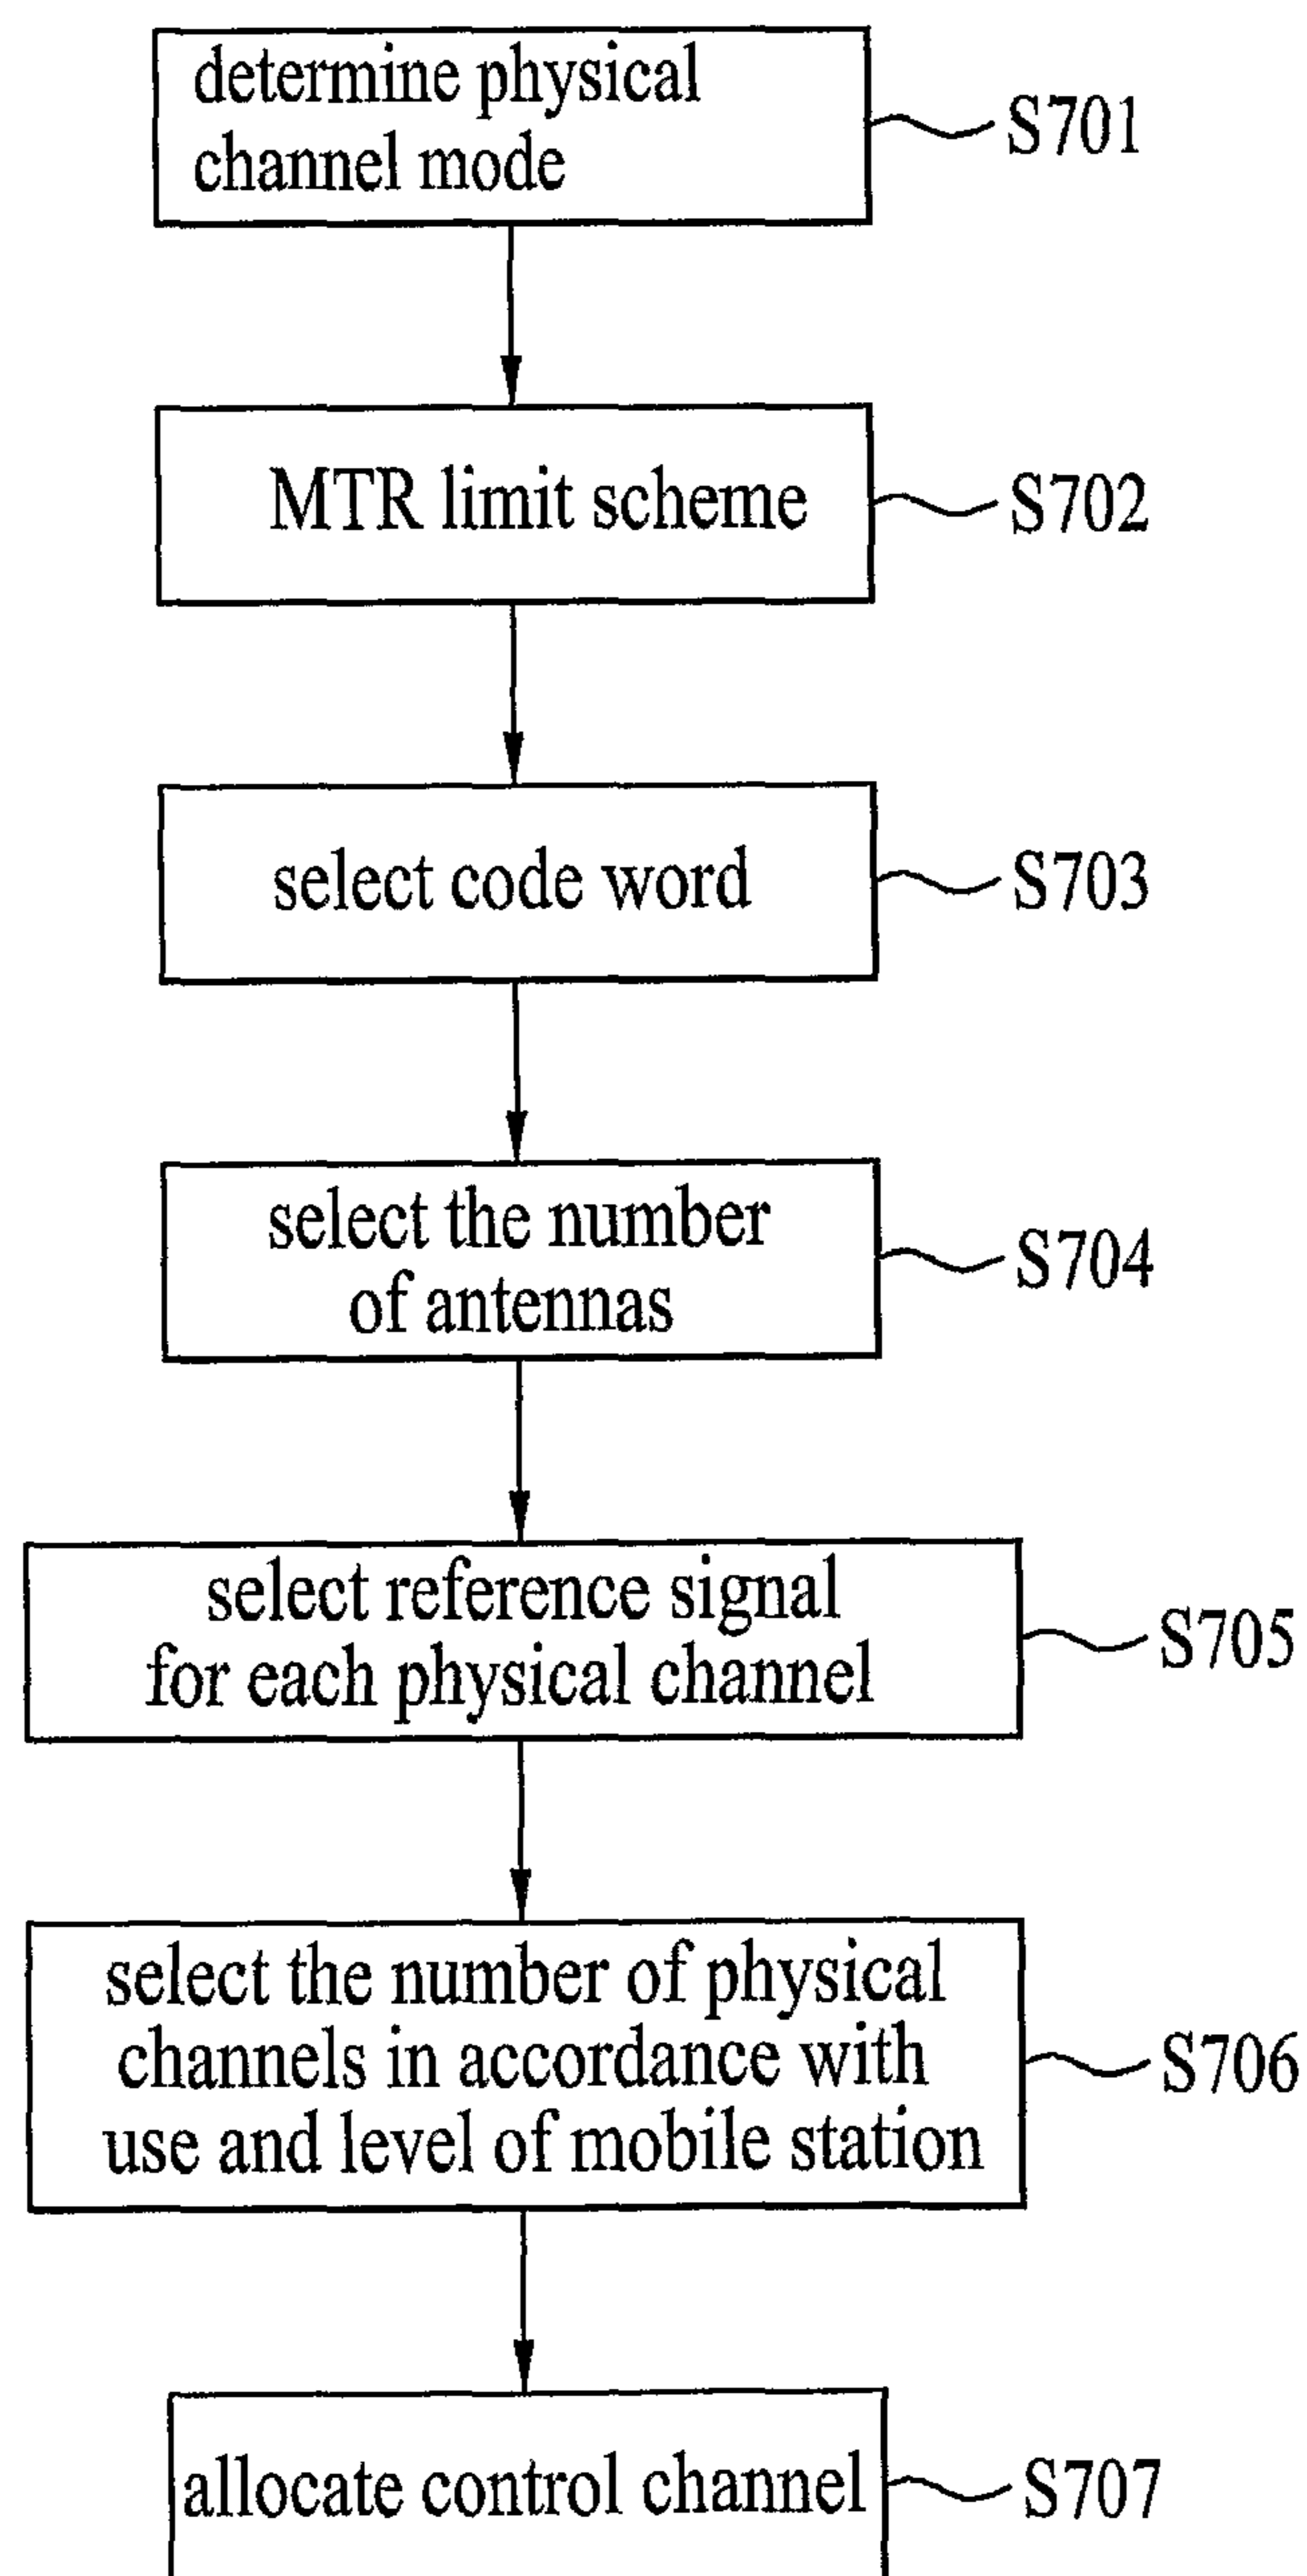 determine physical
channel mode
S701
MTR limit scheme
S702
select code word
S703
select the number
of antennas
S704
select reference signal
for each physical channel
S705
select the number of physical
channels in accordance with
use and level of mobile station
S706
allocate control channel
S707